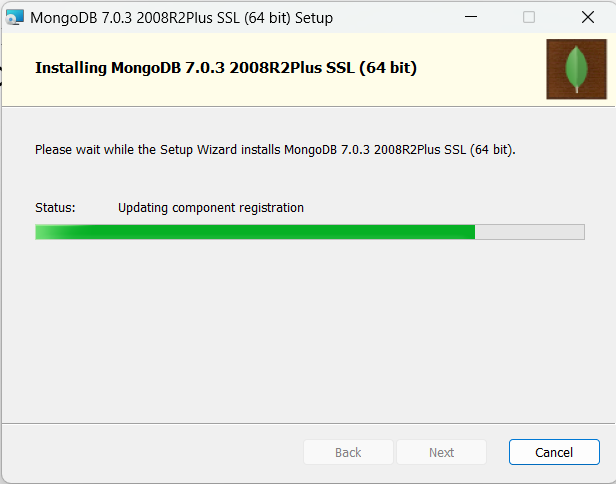 MongoDB 7.0.3 2008R2Plus SSL (64 bit) Setup
Installing MongoDB 7.0.3 2008R2Plus SSL (64 bit)
Please wait while the Setup Wizard installs MongoDB 7.0.3 2008R2Plus SSL (64 bit).
Status: Updating component registration
Back Next Cancel